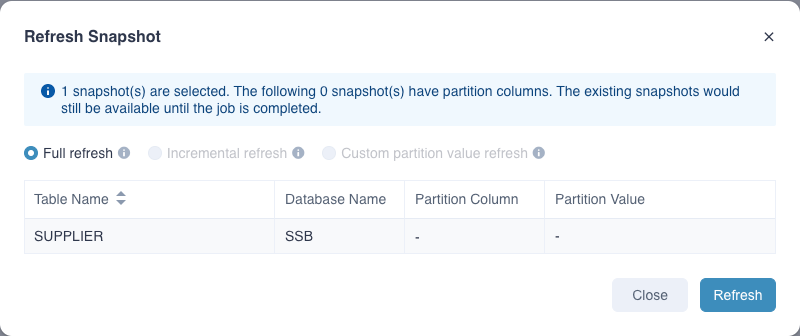 Refresh Snapshot
1 snapshot(s) are selected. The following 0 snapshot(s) have partition columns. The existing snapshots would
still be available until the job is completed.
Full refresh Incremental refresh Custom partition value refresh
Table Name Database Name Partition Column Partition Value
SUPPLIER SSB - -
Close Refresh